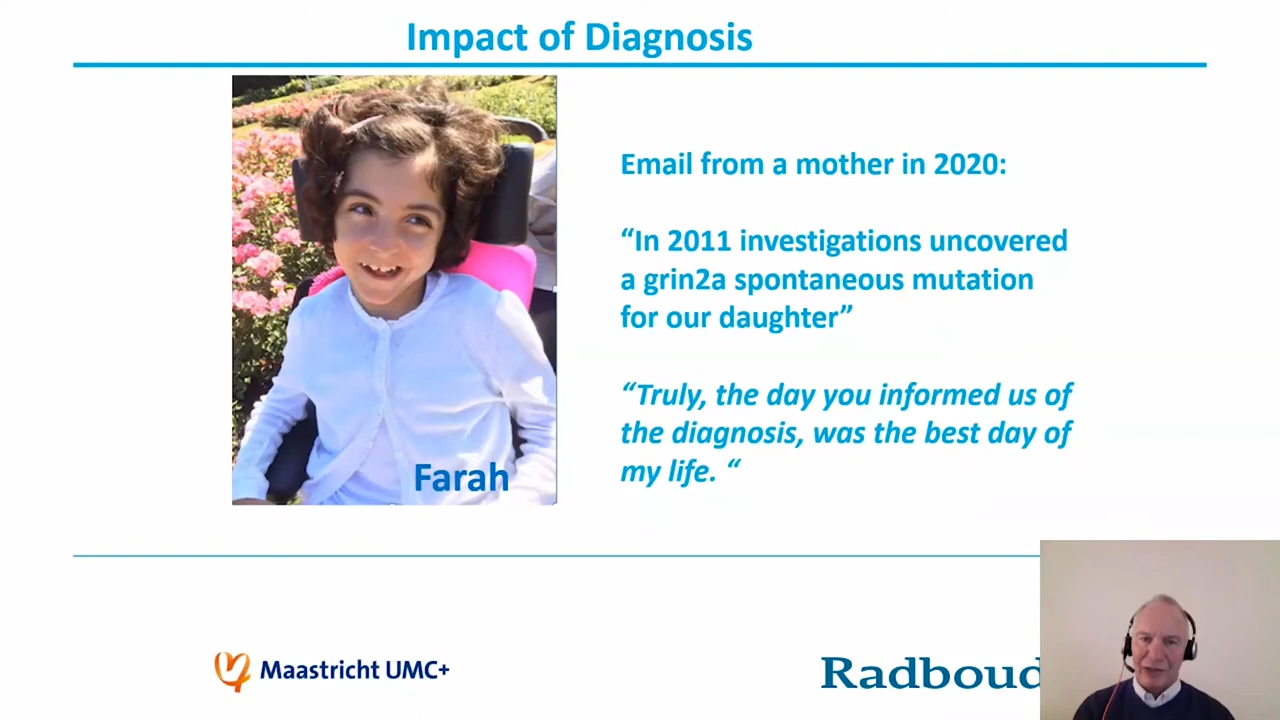 Impact of Diagnosis
Farah
Email from a mother in 2020:
“In 2011 investigations uncovered
a grin2a spontaneous mutation
for our daughter”
“Truly, the day you informed us of
the diagnosis, was the best day of
my life. “
Maastricht UMC+
Radboud